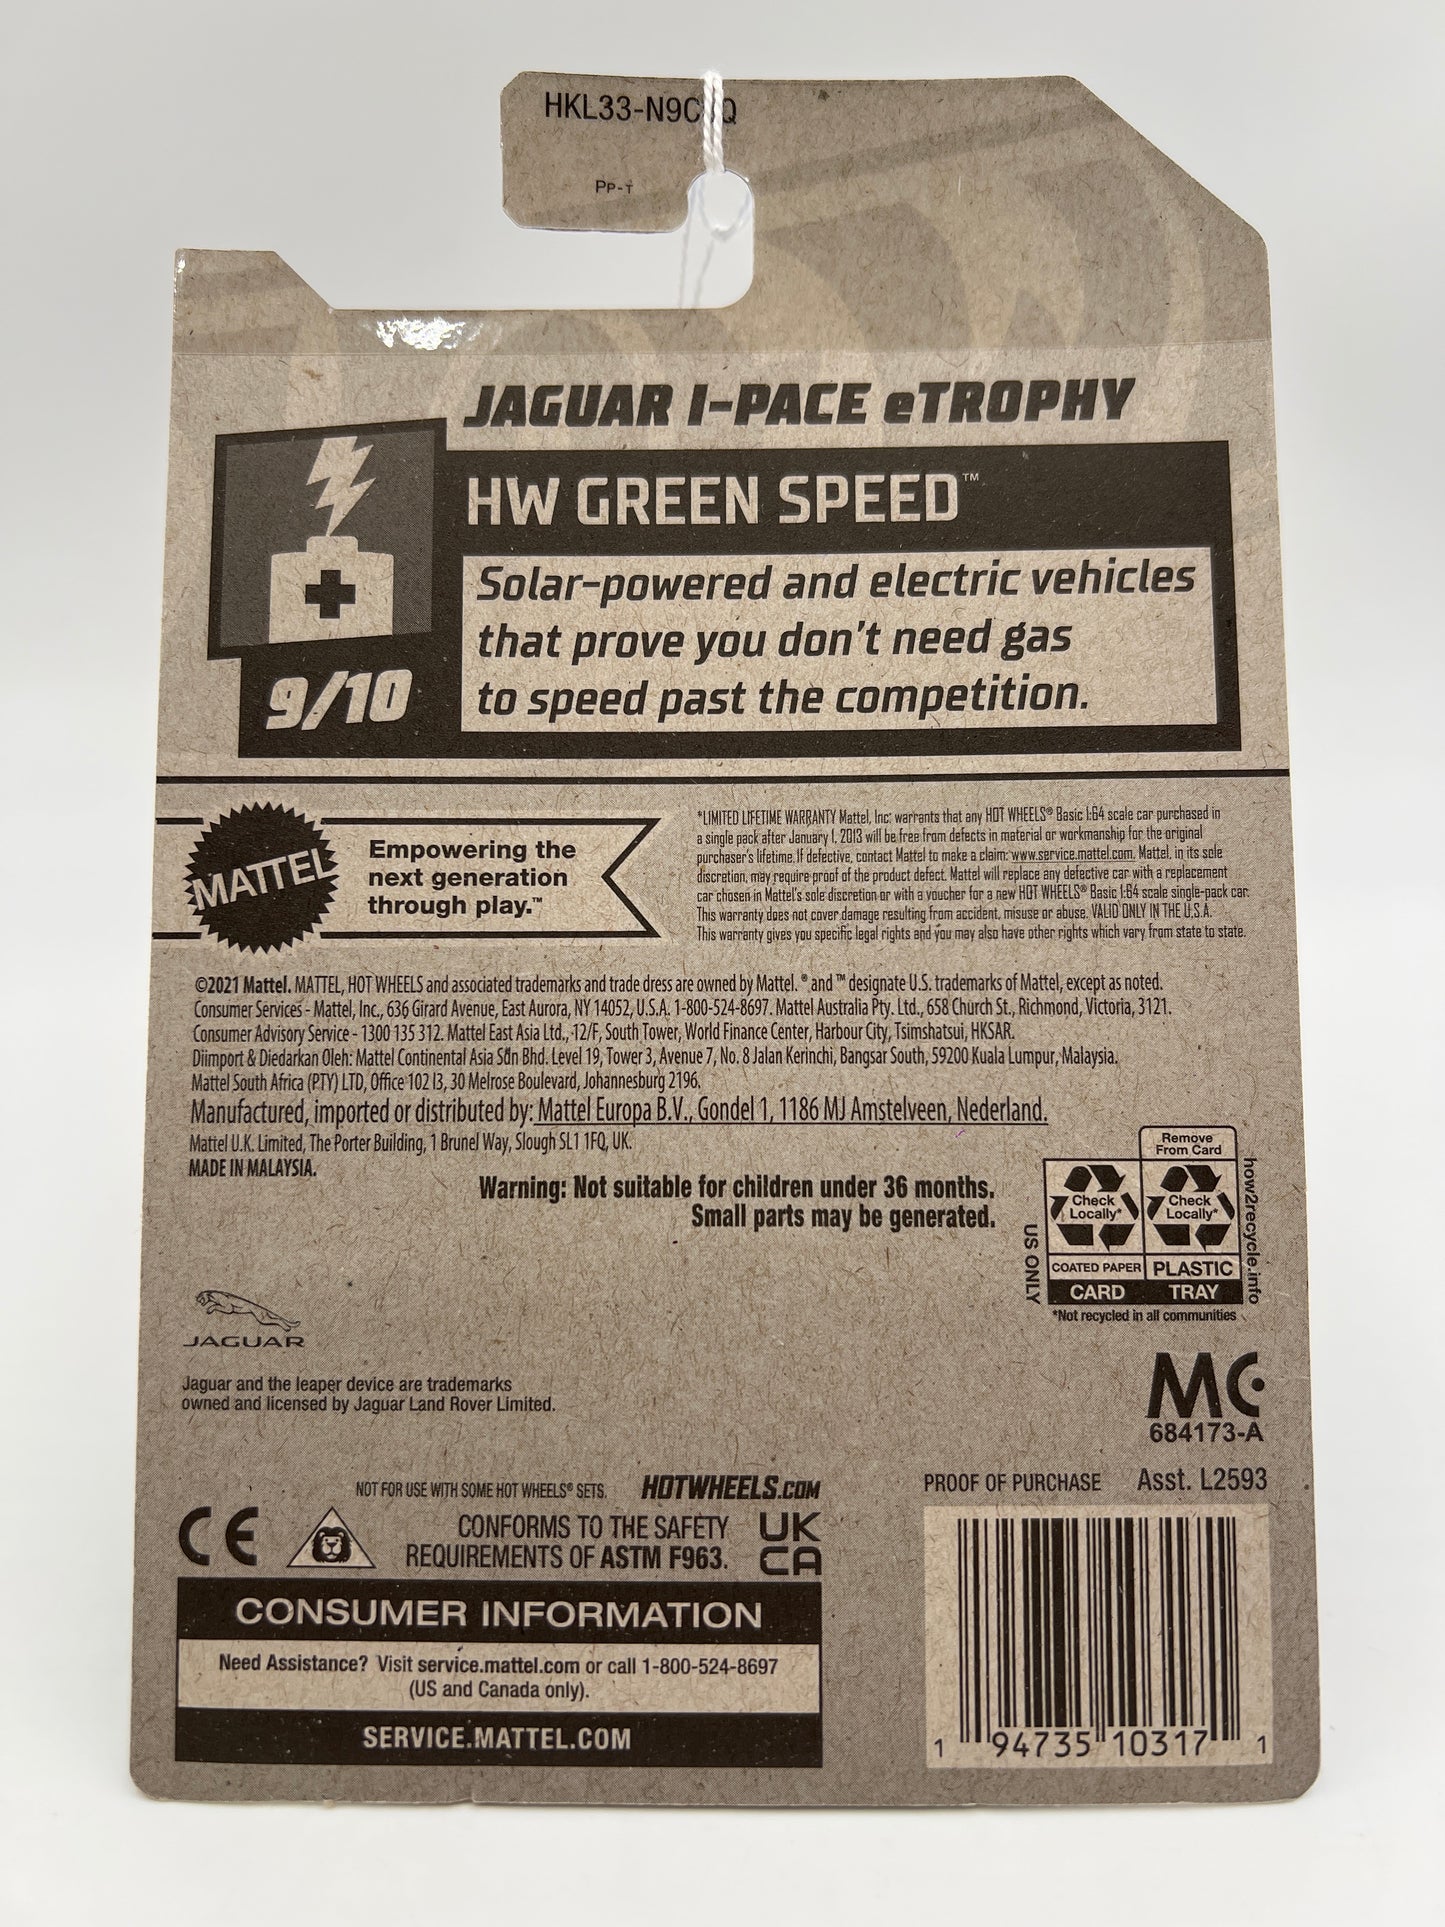 HKL33-N9C
Pp-T
JAGUAR I-PACE eTROPHY
HW GREEN SPEED™
Solar-powered and electric vehicles
that prove you don't need gas
to speed past the competition.
9/10
MATTEL
Empowering the
next generation
through play.™
*LIMITED LIFETIME WARRANTY Mattel, Inc. warrants that any HOT WHEELS® Basic 1:64 scale car purchased in
a single pack after January 1, 2013 will be free from defects in material or workmanship for the original
purchaser's lifetime. If defective, contact Mattel to make a claim: www.service.mattel.com. Mattel, in its sole
discretion, may require proof of the product defect. Mattel will replace any defective car with a replacement
car chosen in Mattel's sole discretion or with a voucher for a new HOT WHEELS® Basic 1:64 scale single-pack car.
This warranty does not cover damage resulting from accident, misuse or abuse. VALID ONLY IN THE U.S.A.
This warranty gives you specific legal rights and you may also have other rights which vary from state to state.
©2021 Mattel. MATTEL, HOT WHEELS and associated trademarks and trade dress are owned by Mattel. ® and ™ designate U.S. trademarks of Mattel, except as noted.
Consumer Services - Mattel, Inc., 636 Girard Avenue, East Aurora, NY 14052, U.S.A. 1-800-524-8697. Mattel Australia Pty. Ltd., 658 Church St., Richmond, Victoria, 3121.
Consumer Advisory Service - 1300 135 312. Mattel East Asia Ltd., 12/F, South Tower, World Finance Center, Harbour City, Tsimshatsui, HKSAR.
Diimport & Diedarkan Oleh: Mattel Continental Asia Sdn Bhd. Level 19, Tower 3, Avenue 7, No. 8 Jalan Kerinchi, Bangsar South, 59200 Kuala Lumpur, Malaysia.
Mattel South Africa (PTY) LTD, Office 102 I3, 30 Melrose Boulevard, Johannesburg 2196.
Manufactured, imported or distributed by: Mattel Europa B.V., Gondel 1, 1186 MJ Amstelveen, Nederland.
Mattel U.K. Limited, The Porter Building, 1 Brunel Way, Slough SL1 1FQ, UK.
MADE IN MALAYSIA.
Warning: Not suitable for children under 36 months.
Small parts may be generated.
US ONLY
Remove
From Card
Check
Locally*
Check
Locally*
COATED PAPER
PLASTIC
CARD
TRAY
how2recycle.info
*Not recycled in all communities
JAGUAR
Jaguar and the leaper device are trademarks
owned and licensed by Jaguar Land Rover Limited.
MC
684173-A
NOT FOR USE WITH SOME HOT WHEELS® SETS.
HOTWHEELS.COM
PROOF OF PURCHASE
Asst. L2593
CE
CONFORMS TO THE SAFETY
REQUIREMENTS OF ASTM F963.
UK
CA
CONSUMER INFORMATION
Need Assistance? Visit service.mattel.com or call 1-800-524-8697
(US and Canada only).
SERVICE.MATTEL.COM
1 94735 10317 1